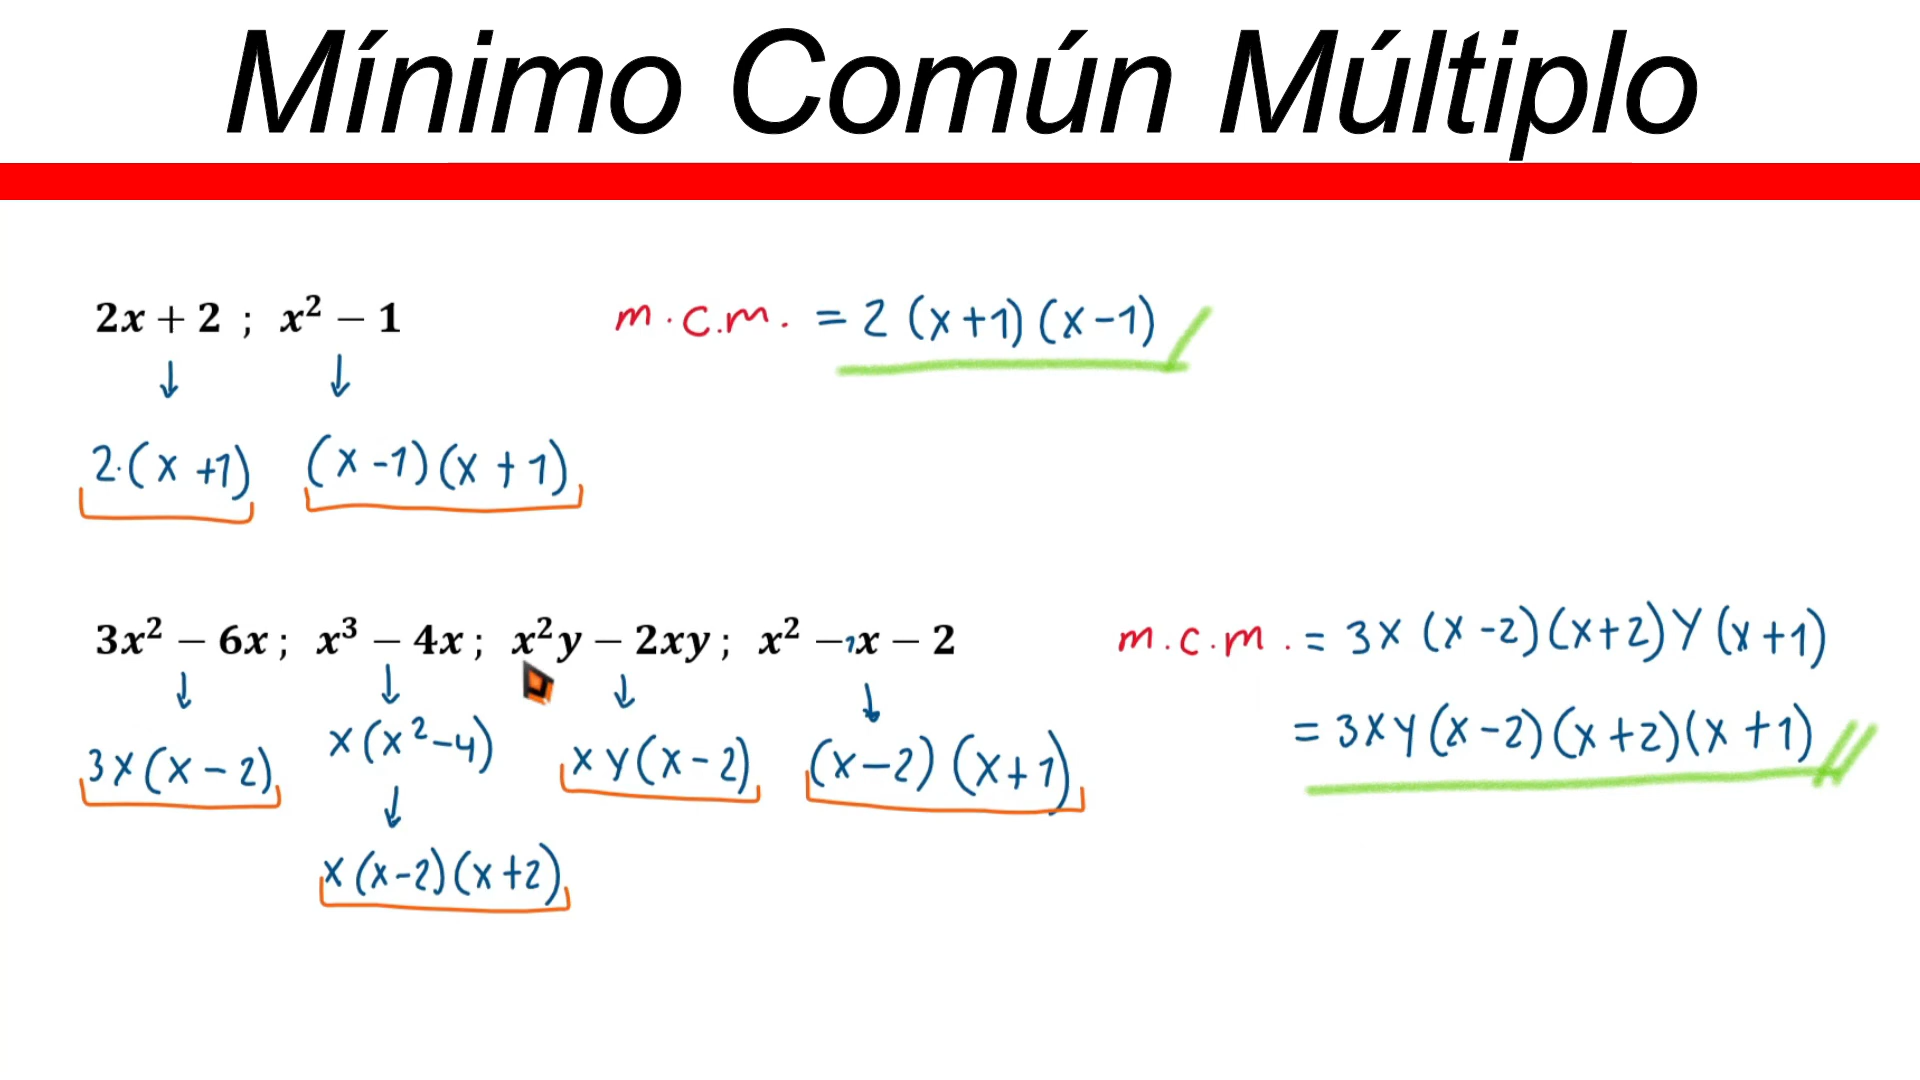 Mínimo Común Múltiplo
2x + 2 ; x² − 1
m.c.m. = 2 (x+1) (x-1)
2·(x +1) (x -1) (x +1)
3x² − 6x ; x³ − 4x ; x²y − 2xy ; x² −1x − 2
m.c.m. = 3x (x -2) (x+2) y (x +1)
= 3xy (x -2) (x +2) (x +1)
3x (x - 2) x (x² -4) xy (x - 2) (x -2) (x+1)
x (x -2) (x +2)